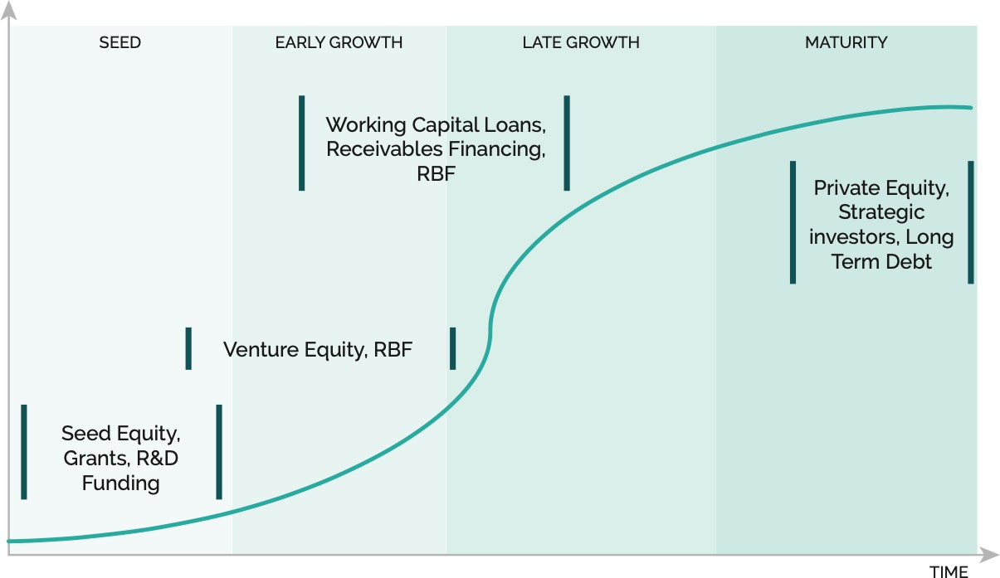 SEED
EARLY GROWTH
LATE GROWTH
MATURITY
Working Capital Loans,
Receivables Financing,
RBF
Private Equity,
Strategic
investors, Long
Term Debt
Venture Equity, RBF
Seed Equity,
Grants, R&D
Funding
TIME